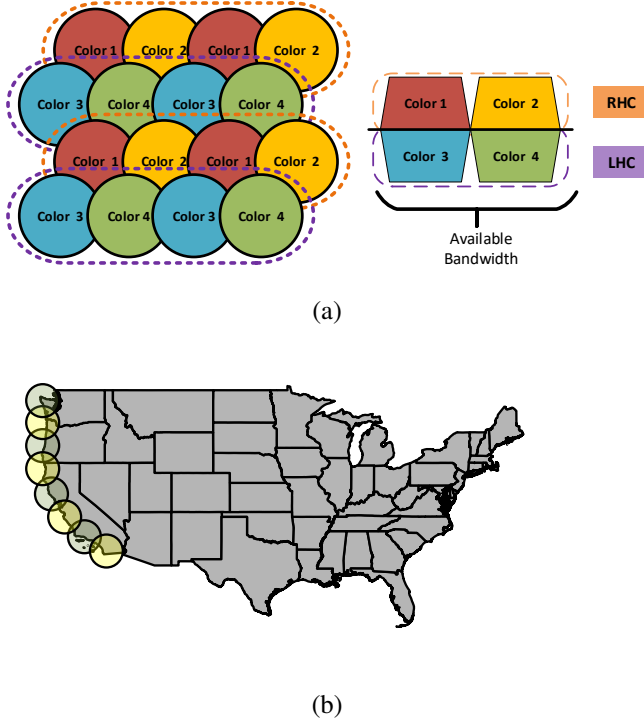 Color 1 Color 2 Color 1 Color 2
Color 3 Color 4 Color 3 Color 4
Color 1 Color 2 Color 1 Color 2
Color 3 Color 4 Color 3 Color 4
Color 1 Color 2 RHC
Color 3 Color 4 LHC
Available
Bandwidth
(a)
(b)